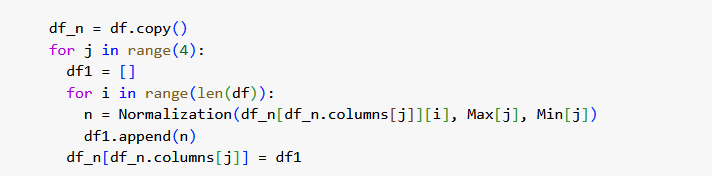 df_n = df.copy()
for j in range(4):
  df1 = []
  for i in range(len(df)):
    n = Normalization(df_n[df_n.columns[j]][i], Max[j], Min[j])
    df1.append(n)
  df_n[df_n.columns[j]] = df1